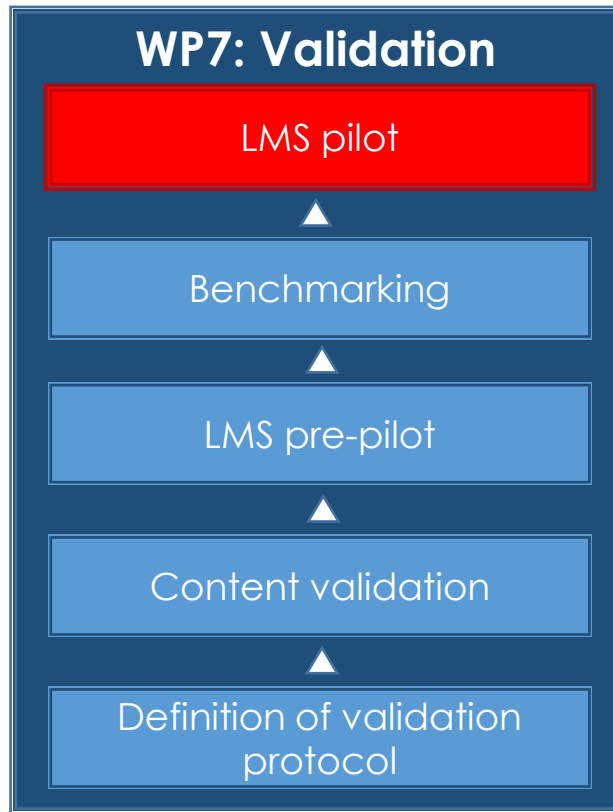 WP7: Validation
LMS pilot
Benchmarking
LMS pre-pilot
Content validation
Definition of validation
protocol